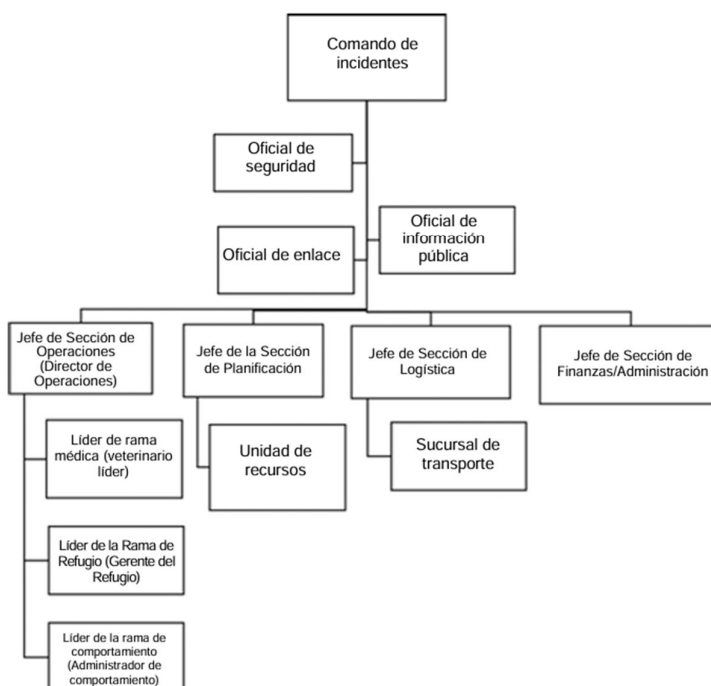 Comando de
incidentes
Oficial de
seguridad
Oficial de
información
pública
Oficial de enlace
Jefe de Sección de
Operaciones
(Director de
Operaciones)
Jefe de la Sección
de Planificación
Jefe de Sección de
Logística
Jefe de Sección de
Finanzas/Administración
Líder de rama
médica (veterinario
líder)
Unidad de
recursos
Sucursal de
transporte
Líder de la Rama de
Refugio (Gerente del
Refugio)
Líder de la rama de
comportamiento
(Administrador de
comportamiento)